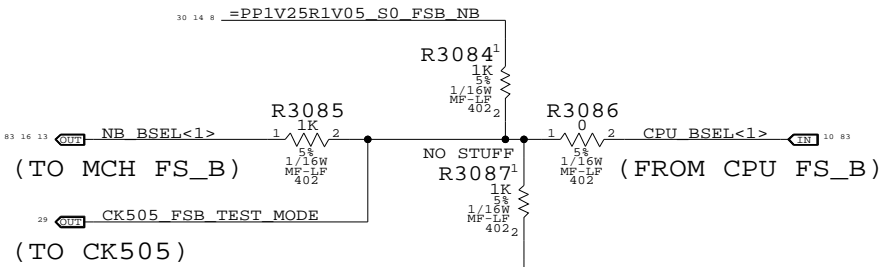 30 14 8 =PP1V25R1V05_S0_FSB_NB
R3084 1
1K
5%
1/16W
MF-LF
402 2
R3085
1K
1 2
5%
1/16W
MF-LF
402
R3086
0
1 2
5%
1/16W
MF-LF
402
83 16 13 OUT NB_BSEL<1>
CPU_BSEL<1> IN 10 83
(TO MCH FS_B)
(FROM CPU FS_B)
NO STUFF
R3087 1
1K
5%
1/16W
MF-LF
402 2
29 OUT CK505_FSB_TEST_MODE
(TO CK505)